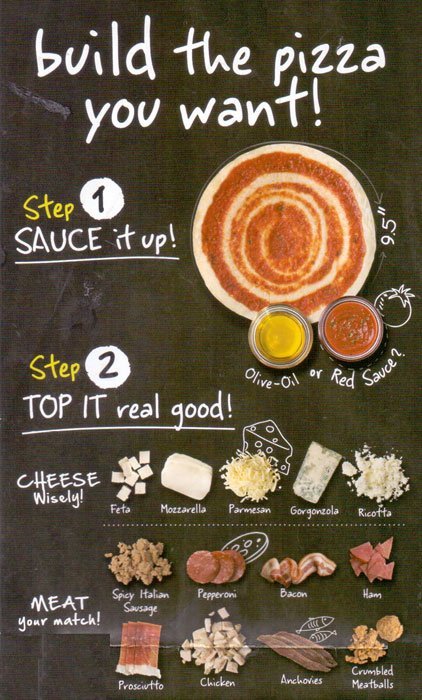 build the pizza
you want!
Step 1
SAUCE it up!
9.5"
Olive-Oil or Red Sauce?
Step 2
TOP IT real good!
CHEESE
Wisely!
Feta
Mozzarella
Parmesan
Gorgonzola
Ricotta
MEAT
your match!
Spicy Italian
Sausage
Pepperoni
Bacon
Ham
Prosciutto
Chicken
Anchovies
Crumbled
Meatballs